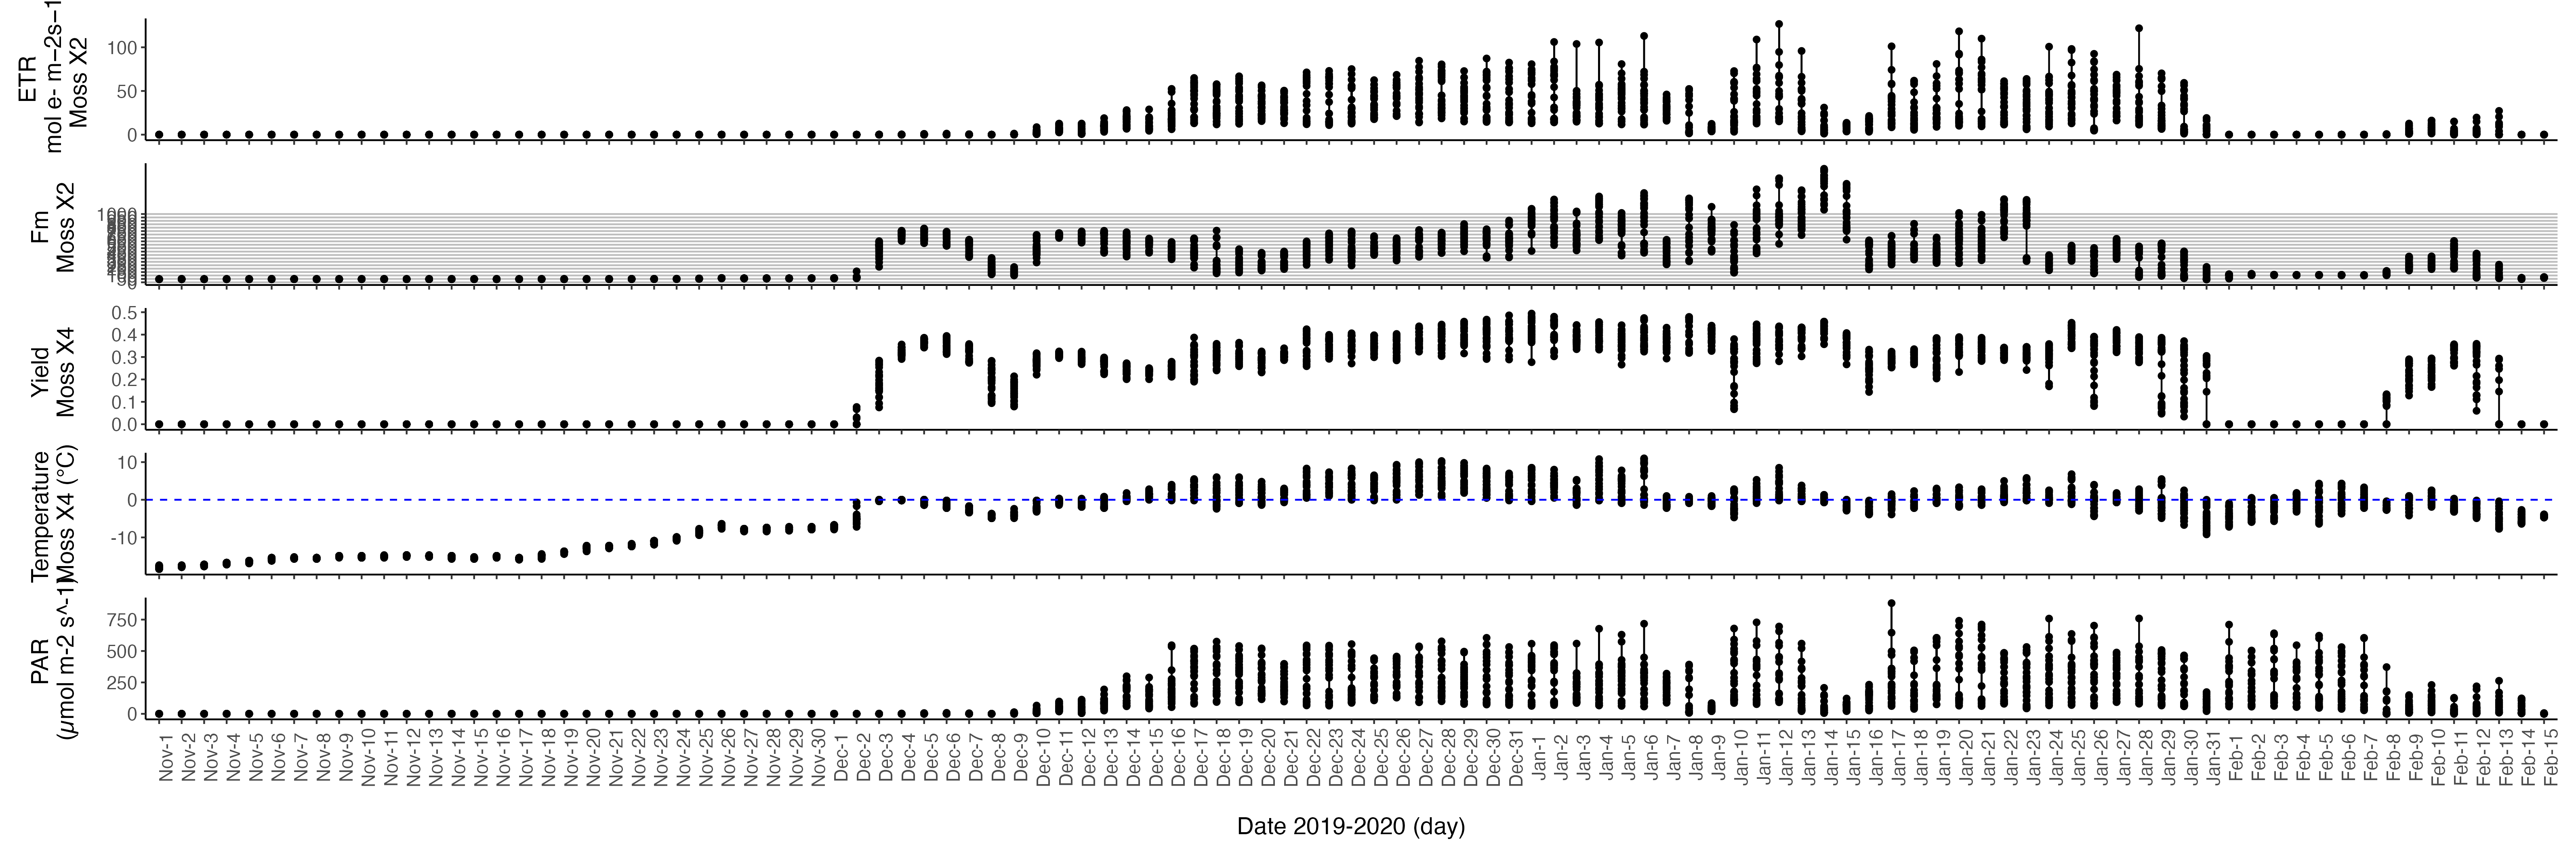 ETR
mol e- m−2s−1
Moss X2
100
50
0
Fm
Moss X2
1000
0
Yield
Moss X4
0.5
0.4
0.3
0.2
0.1
0.0
Temperature
Moss X4 (°C)
10
0
-10
PAR
(µmol m-2 s^-1)
750
500
250
0
Nov-1
Nov-2
Nov-3
Nov-4
Nov-5
Nov-6
Nov-7
Nov-8
Nov-9
Nov-10
Nov-11
Nov-12
Nov-13
Nov-14
Nov-15
Nov-16
Nov-17
Nov-18
Nov-19
Nov-20
Nov-21
Nov-22
Nov-23
Nov-24
Nov-25
Nov-26
Nov-27
Nov-28
Nov-29
Nov-30
Dec-1
Dec-2
Dec-3
Dec-4
Dec-5
Dec-6
Dec-7
Dec-8
Dec-9
Dec-10
Dec-11
Dec-12
Dec-13
Dec-14
Dec-15
Dec-16
Dec-17
Dec-18
Dec-19
Dec-20
Dec-21
Dec-22
Dec-23
Dec-24
Dec-25
Dec-26
Dec-27
Dec-28
Dec-29
Dec-30
Dec-31
Jan-1
Jan-2
Jan-3
Jan-4
Jan-5
Jan-6
Jan-7
Jan-8
Jan-9
Jan-10
Jan-11
Jan-12
Jan-13
Jan-14
Jan-15
Jan-16
Jan-17
Jan-18
Jan-19
Jan-20
Jan-21
Jan-22
Jan-23
Jan-24
Jan-25
Jan-26
Jan-27
Jan-28
Jan-29
Jan-30
Jan-31
Feb-1
Feb-2
Feb-3
Feb-4
Feb-5
Feb-6
Feb-7
Feb-8
Feb-9
Feb-10
Feb-11
Feb-12
Feb-13
Feb-14
Feb-15
Date 2019-2020 (day)